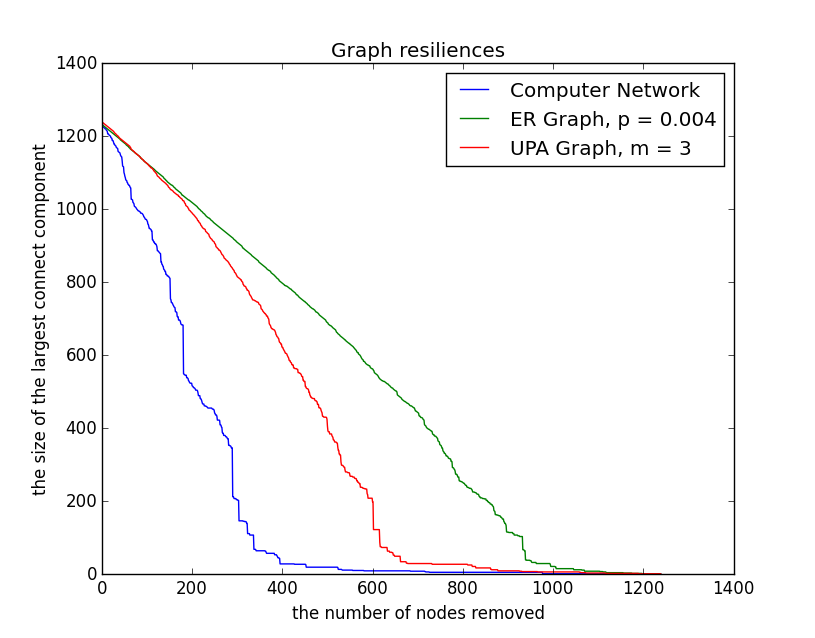 Graph resiliences
Computer Network
ER Graph, p = 0.004
UPA Graph, m = 3
the size of the largest connect component
1400
1200
1000
800
600
400
200
0
0 200 400 600 800 1000 1200 1400
the number of nodes removed